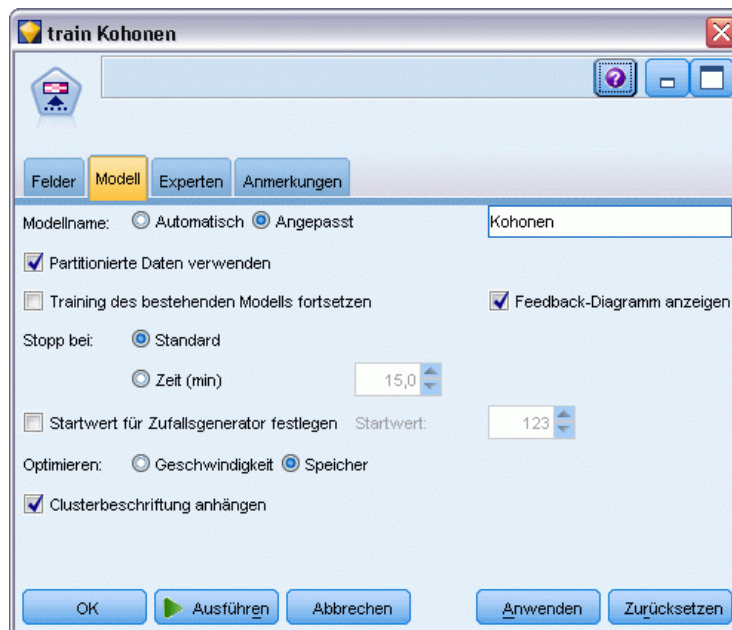 train Kohonen
Felder Modell Experten Anmerkungen
Modellname: Automatisch Angepasst Kohonen
Partitionierte Daten verwenden
Training des bestehenden Modells fortsetzen Feedback-Diagramm anzeigen
Stopp bei: Standard
Zeit (min) 15,0
Startwert für Zufallsgenerator festlegen Startwert: 123
Optimieren: Geschwindigkeit Speicher
Clusterbeschriftung anhängen
OK Ausführen Abbrechen Anwenden Zurücksetzen